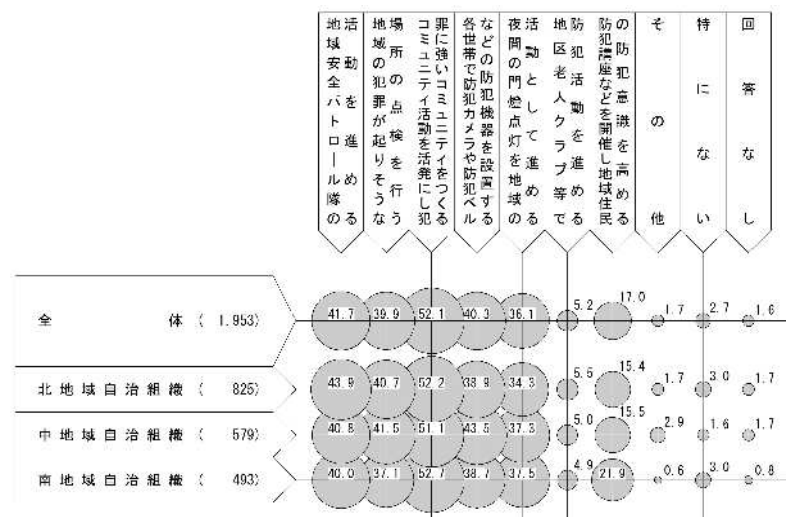 地域安全パトロール隊の
活動を進める
地域の犯罪が起りそうな
場所の点検を行う
コミュニティ活動を活発にし犯
罪に強いコミュニティをつくる
各世帯で防犯カメラや防犯ベル
などの防犯機器を設置する
夜間の門燈点灯を地域の
活動として進める
地区老人クラブ等で
防犯活動を進める
防犯講座などを開催し地域住民
の防犯意識を高める
その他
特にない
回答なし
全体 ( 1.953)
41.7 39.9 52.1 40.3 36.1 5.2 17.0 1.7 2.7 1.6
北地域自治組織 ( 825)
43.9 40.7 52.2 38.9 34.3 5.5 15.4 1.7 3.0 1.7
中地域自治組織 ( 579)
40.8 41.5 51.1 43.5 37.3 5.0 15.5 2.9 1.6 1.7
南地域自治組織 ( 493)
40.0 37.1 52.7 38.7 37.5 4.9 21.9 0.6 3.0 0.8